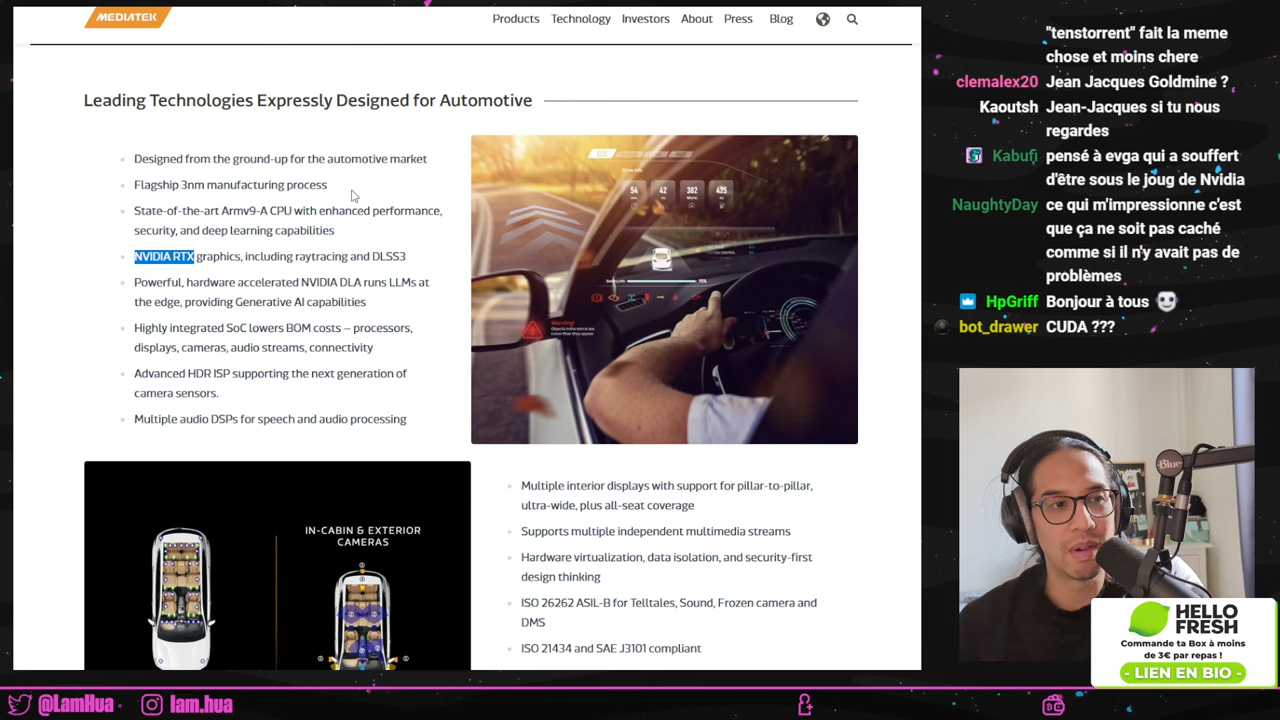 MEDIATEK
Products Technology Investors About Press Blog
Leading Technologies Expressly Designed for Automotive
Designed from the ground-up for the automotive market
Flagship 3nm manufacturing process
State-of-the-art Armv9-A CPU with enhanced performance,
security, and deep learning capabilities
NVIDIA RTX graphics, including raytracing and DLSS3
Powerful, hardware accelerated NVIDIA DLA runs LLMs at
the edge, providing Generative AI capabilities
Highly integrated SoC lowers BOM costs – processors,
displays, cameras, audio streams, connectivity
Advanced HDR ISP supporting the next generation of
camera sensors.
Multiple audio DSPs for speech and audio processing
54 42 382 425
Warning!
IN-CABIN & EXTERIOR
CAMERAS
Multiple interior displays with support for pillar-to-pillar,
ultra-wide, plus all-seat coverage
Supports multiple independent multimedia streams
Hardware virtualization, data isolation, and security-first
design thinking
ISO 26262 ASIL-B for Telltales, Sound, Frozen camera and
DMS
ISO 21434 and SAE J3101 compliant
"tenstorrent" fait la meme
chose et moins chere
clemalex20 Jean Jacques Goldmine ?
Kaoutsh Jean-Jacques si tu nous
regardes
Kabufi pensé à evga qui a souffert
d'être sous le joug de Nvidia
NaughtyDay ce qui m'impressionne c'est
que ça ne soit pas caché
comme si il n'y avait pas de
problèmes
HpGriff Bonjour à tous
bot_drawer CUDA ???
Blue
HELLO
FRESH
Commande ta Box à moins
de 3€ par repas !
- LIEN EN BIO -
@LamHua lam.hua